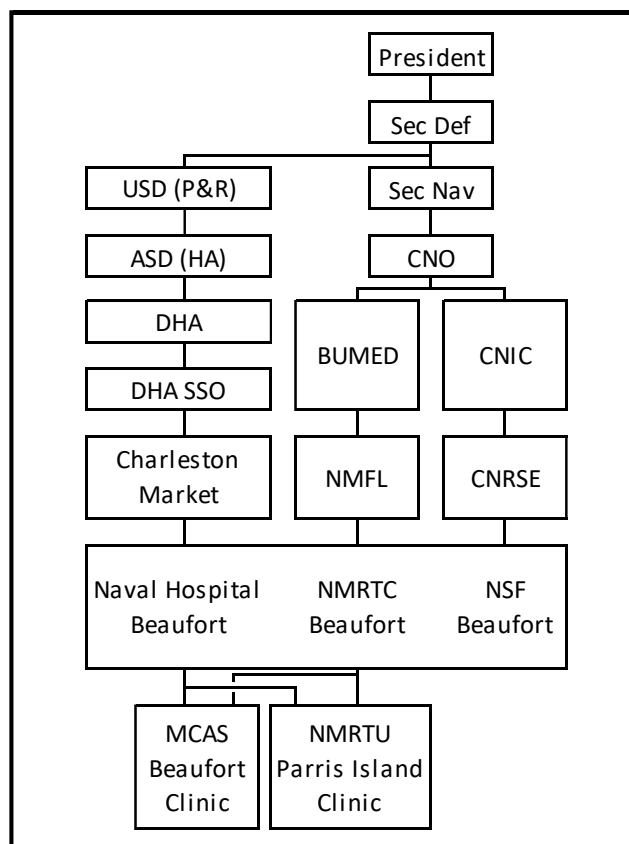 President
Sec Def
USD (P&R)
Sec Nav
ASD (HA)
CNO
DHA
BUMED
CNIC
DHA SSO
Charleston
Market
NMFL
CNRSE
Naval Hospital
Beaufort
NMRTC
Beaufort
NSF
Beaufort
MCAS
Beaufort
Clinic
NMRTU
Parris Island
Clinic